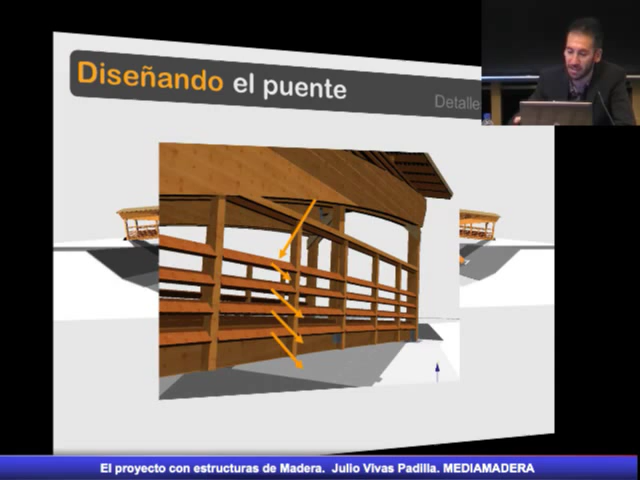 Diseñando el puente
Detalle
El proyecto con estructuras de Madera. Julio Vivas Padilla. MEDIAMADERA